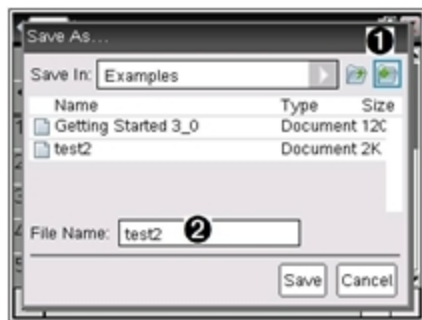 Save As...
1
Save In: Examples
Name Type Size
Getting Started 3_0 Document 12C
test2 Document 2K
File Name: test2 2
Save Cancel